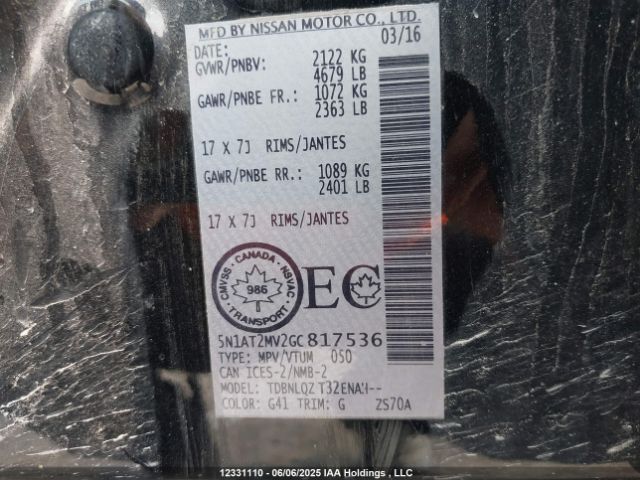 MFD BY NISSAN MOTOR CO., LTD.
DATE: 03/16
GVWR/PNBV: 2122 KG
4679 LB
GAWR/PNBE FR.: 1072 KG
2363 LB
17 X 7J RIMS/JANTES
GAWR/PNBE RR.: 1089 KG
2401 LB
17 X 7J RIMS/JANTES
CMVSS · CANADA · NSVAC · TRANSPORT
986
EC
5N1AT2MV2GC817536
TYPE: MPV/VTUM OSO
CAN ICES-2/NMB-2
MODEL: TDBNLQZ
COLOR: G41 TRIM: G ZS70A
12331110 - 06/06/2025 IAA Holdings , LLC